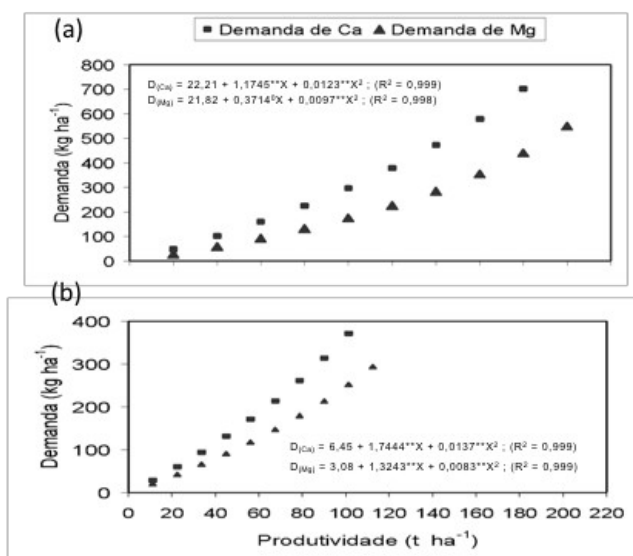 (a)
Demanda de Ca Demanda de Mg
800
700
600
500
400
300
200
100
0
Demanda (kg ha⁻¹)
D(Ca) = 22,21 + 1,1745**X + 0,0123**X² ; (R² = 0,999)
D(Mg) = 21,82 + 0,3714⁰X + 0,0097**X² ; (R² = 0,998)
(b)
400
300
200
100
0
Demanda (kg ha⁻¹)
D(Ca) = 6,45 + 1,7444**X + 0,0137**X² ; (R² = 0,999)
D(Mg) = 3,08 + 1,3243**X + 0,0083**X² ; (R² = 0,999)
0 20 40 60 80 100 120 140 160 180 200 220
Produtividade (t ha⁻¹)